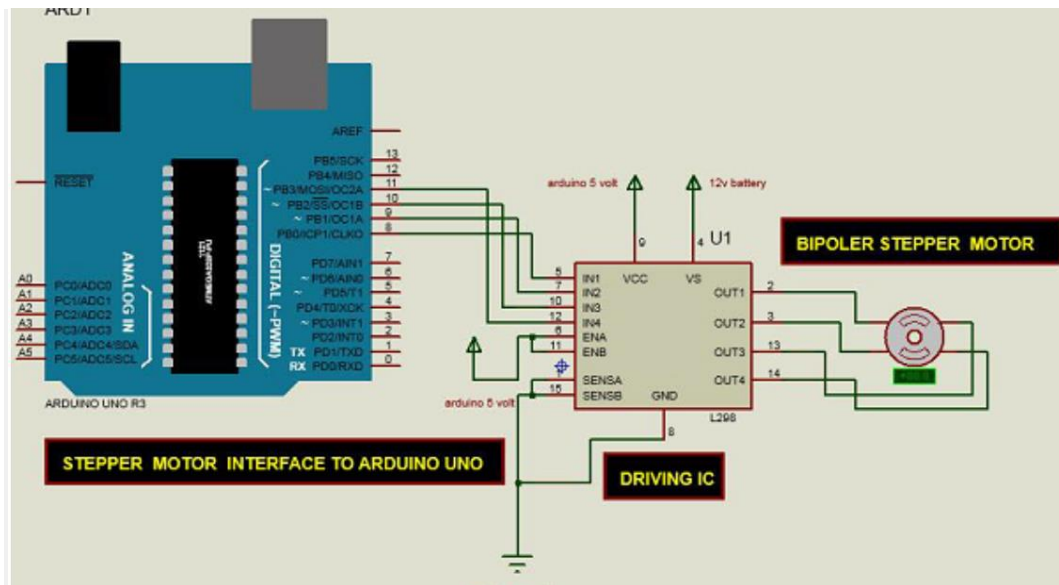 ARD1
AREF
13
PB5/SCK
12
PB4/MISO
11
~ PB3/MOSI/OC2A
10
~ PB2/SS/OC1B
9
~ PB1/OC1A
8
PB0/ICP1/CLKO
RESET
DIGITAL (~PWM)
ANALOG IN
7
PD7/AIN1
6
~ PD6/AIN0
5
~ PD5/T1
4
PD4/T0/XCK
3
~ PD3/INT1
2
PD2/INT0
1
TX PD1/TXD
0
RX PD0/RXD
A0
PC0/ADC0
A1
PC1/ADC1
A2
PC2/ADC2
A3
PC3/ADC3
A4
PC4/ADC4/SDA
A5
PC5/ADC5/SCL
ARDUINO UNO R3
arduino 5 volt
12v battery
9
4
U1
BIPOLER STEPPER MOTOR
5 IN1
7 IN2
10 IN3
12 IN4
6 ENA
11 ENB
1 SENSA
15 SENSB
VCC
VS
OUT1 2
OUT2 3
OUT3 13
OUT4 14
GND
8
L298
arduino 5 volt
STEPPER MOTOR INTERFACE TO ARDUINO UNO
DRIVING IC